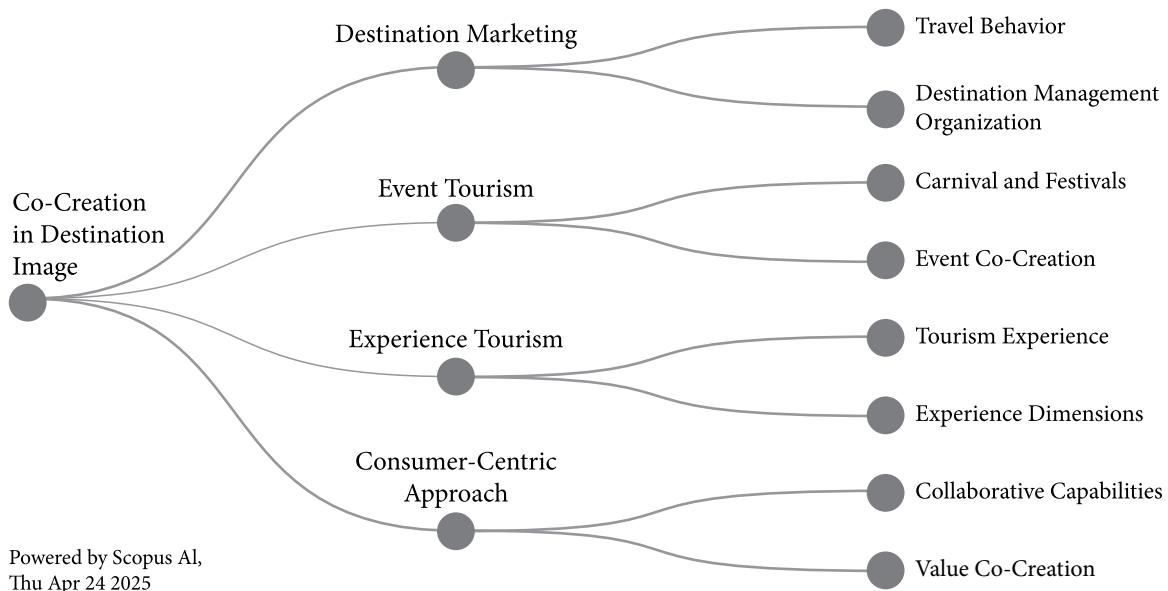 Co-Creation
in Destination
Image
Destination Marketing
Travel Behavior
Destination Management
Organization
Event Tourism
Carnival and Festivals
Event Co-Creation
Experience Tourism
Tourism Experience
Experience Dimensions
Consumer-Centric
Approach
Collaborative Capabilities
Value Co-Creation
Powered by Scopus Al,
Thu Apr 24 2025